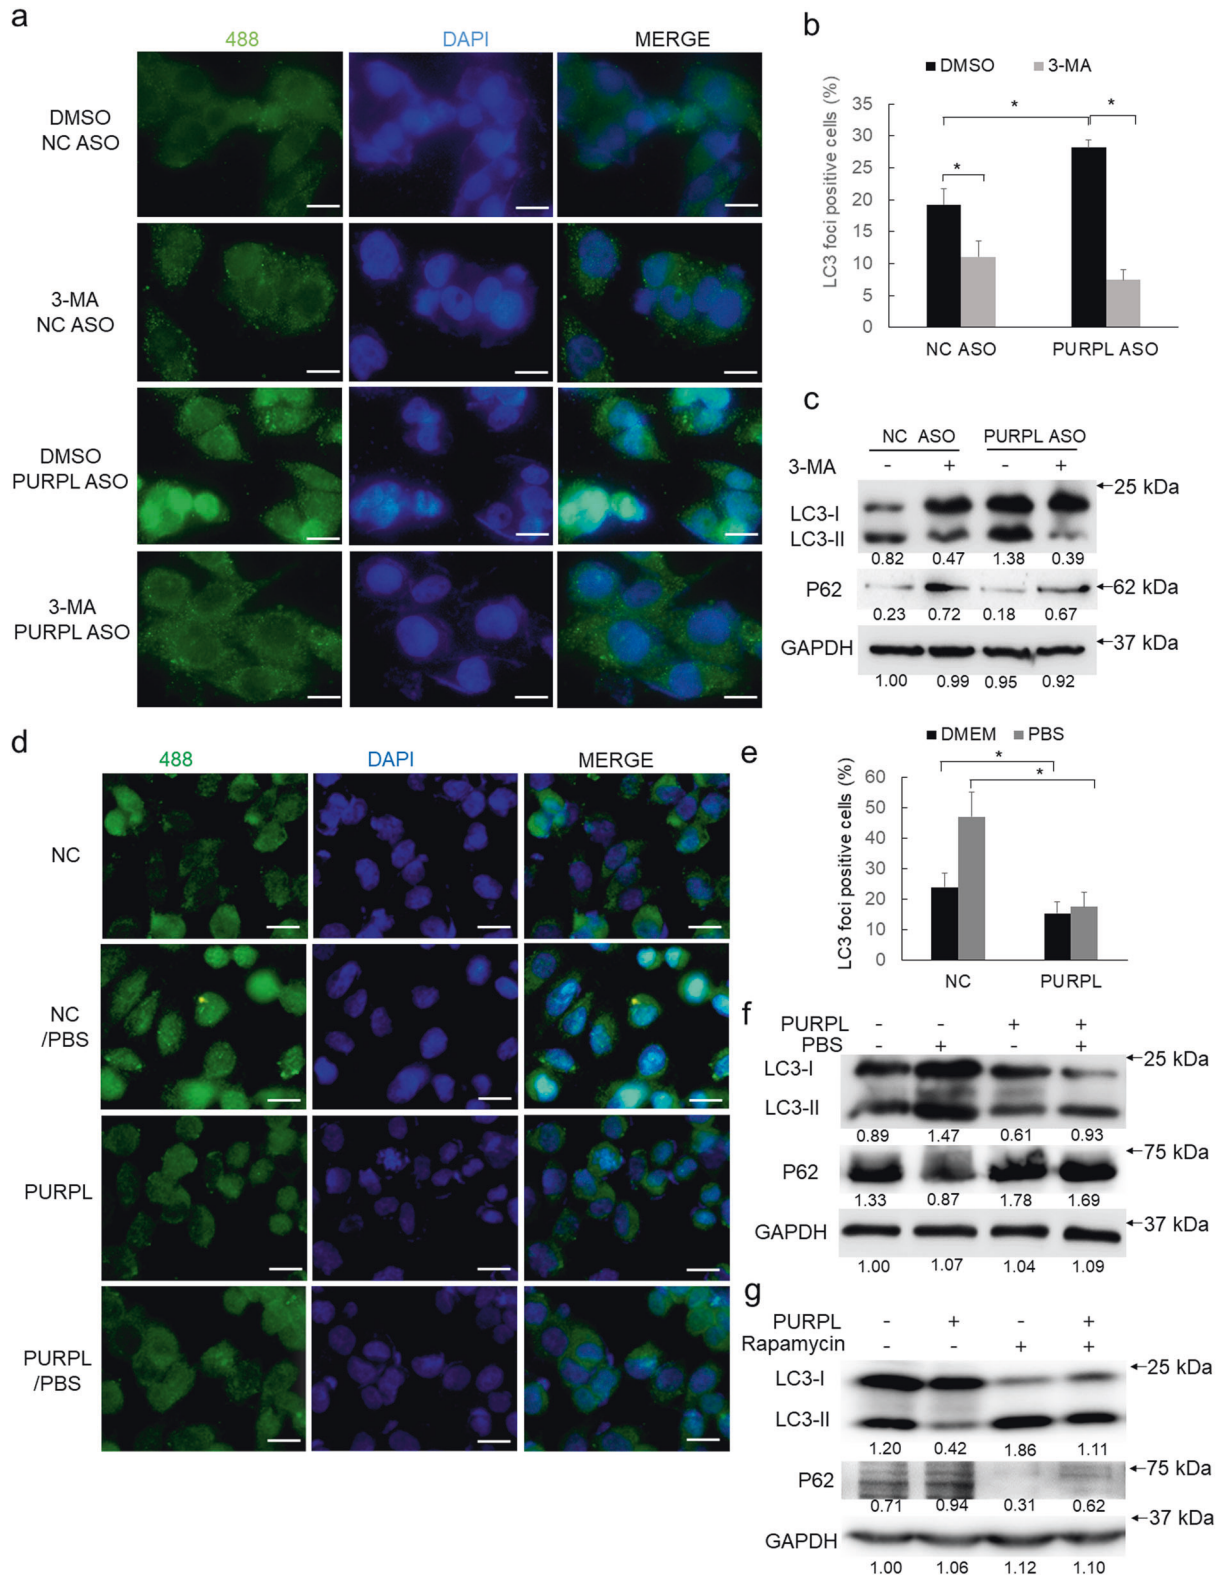 a
488 DAPI MERGE
DMSO
NC ASO
3-MA
NC ASO
DMSO
PURPL ASO
3-MA
PURPL ASO
b
DMSO 3-MA
LC3 foci positive cells (%)
35
30
25
20
15
10
5
0
* * *
NC ASO PURPL ASO
c
NC ASO PURPL ASO
3-MA - + - +
←25 kDa
LC3-I
LC3-II
0.82 0.47 1.38 0.39
P62 ←62 kDa
0.23 0.72 0.18 0.67
←37 kDa
GAPDH
1.00 0.99 0.95 0.92
d
488 DAPI MERGE
NC
NC
/PBS
PURPL
PURPL
/PBS
e
DMEM PBS
LC3 foci positive cells (%)
60
50
40
30
20
10
0
* *
NC PURPL
f
PURPL - - + +
PBS - + - +
←25 kDa
LC3-I
LC3-II
0.89 1.47 0.61 0.93
←75 kDa
P62
1.33 0.87 1.78 1.69
←37 kDa
GAPDH
1.00 1.07 1.04 1.09
g
PURPL - + - +
Rapamycin - - + +
←25 kDa
LC3-I
LC3-II
1.20 0.42 1.86 1.11
←75 kDa
P62
0.71 0.94 0.31 0.62
←37 kDa
GAPDH
1.00 1.06 1.12 1.10